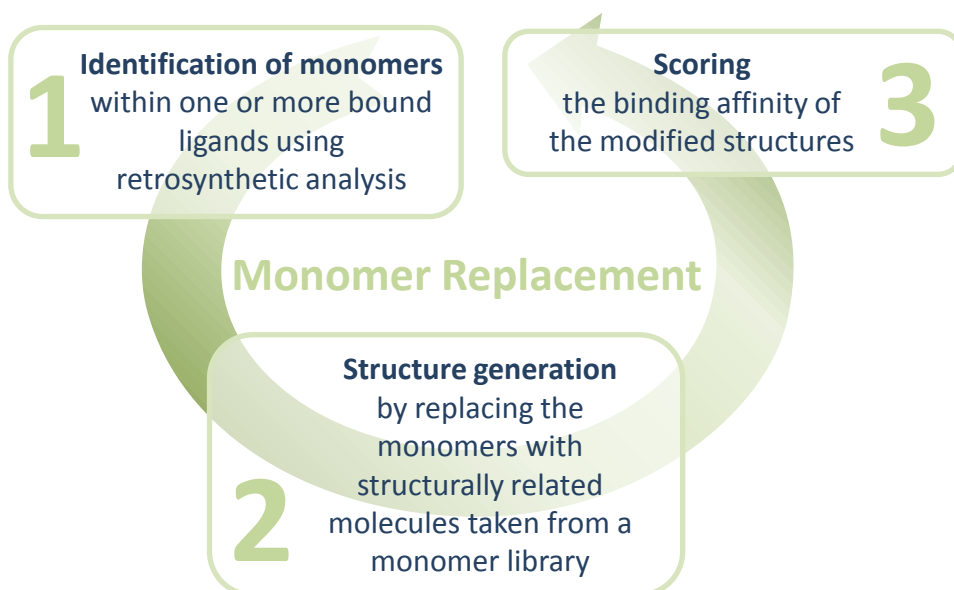 1
Identification of monomers
within one or more bound
ligands using
retrosynthetic analysis
Scoring
the binding affinity of
the modified structures
3
Monomer Replacement
Structure generation
by replacing the
monomers with
structurally related
molecules taken from a
monomer library
2